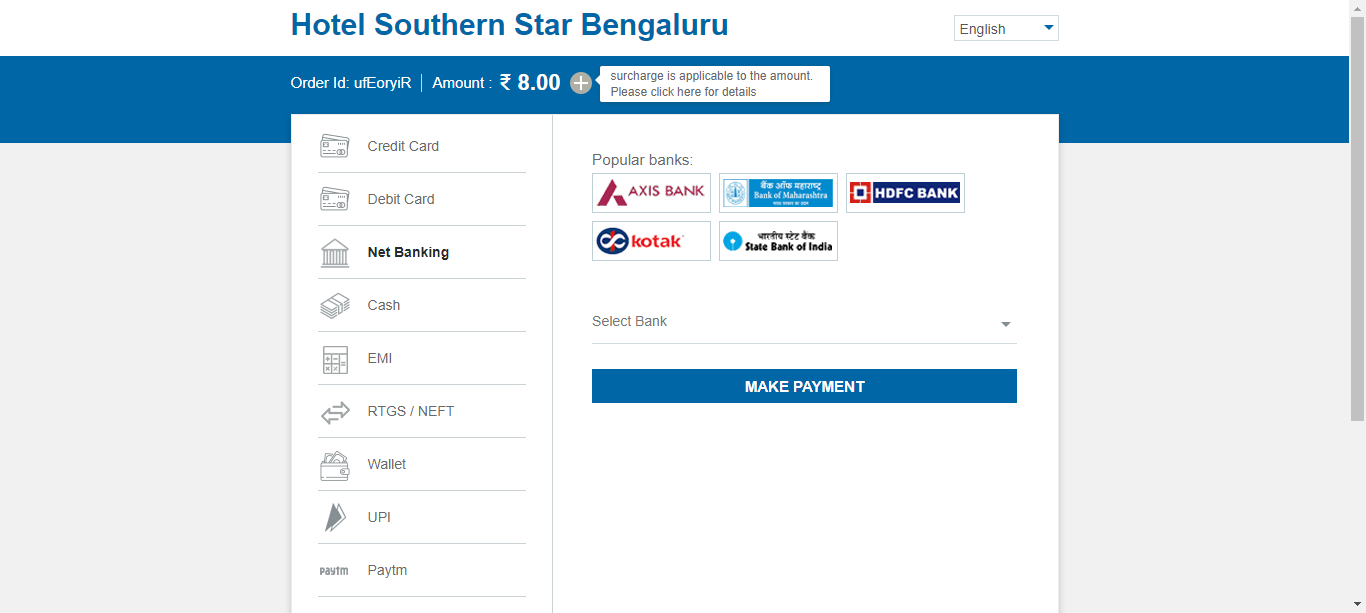 Hotel Southern Star Bengaluru
English
Order Id: ufEoryiR
Amount : ₹ 8.00
surcharge is applicable to the amount.
Please click here for details
Credit Card
Debit Card
Net Banking
Cash
EMI
RTGS / NEFT
Wallet
UPI
Paytm
Paytm
Popular banks:
AXIS BANK
बैंक ऑफ महाराष्ट्र
Bank of Maharashtra
HDFC BANK
kotak
भारतीय स्टेट बैंक
State Bank of India
Select Bank
MAKE PAYMENT